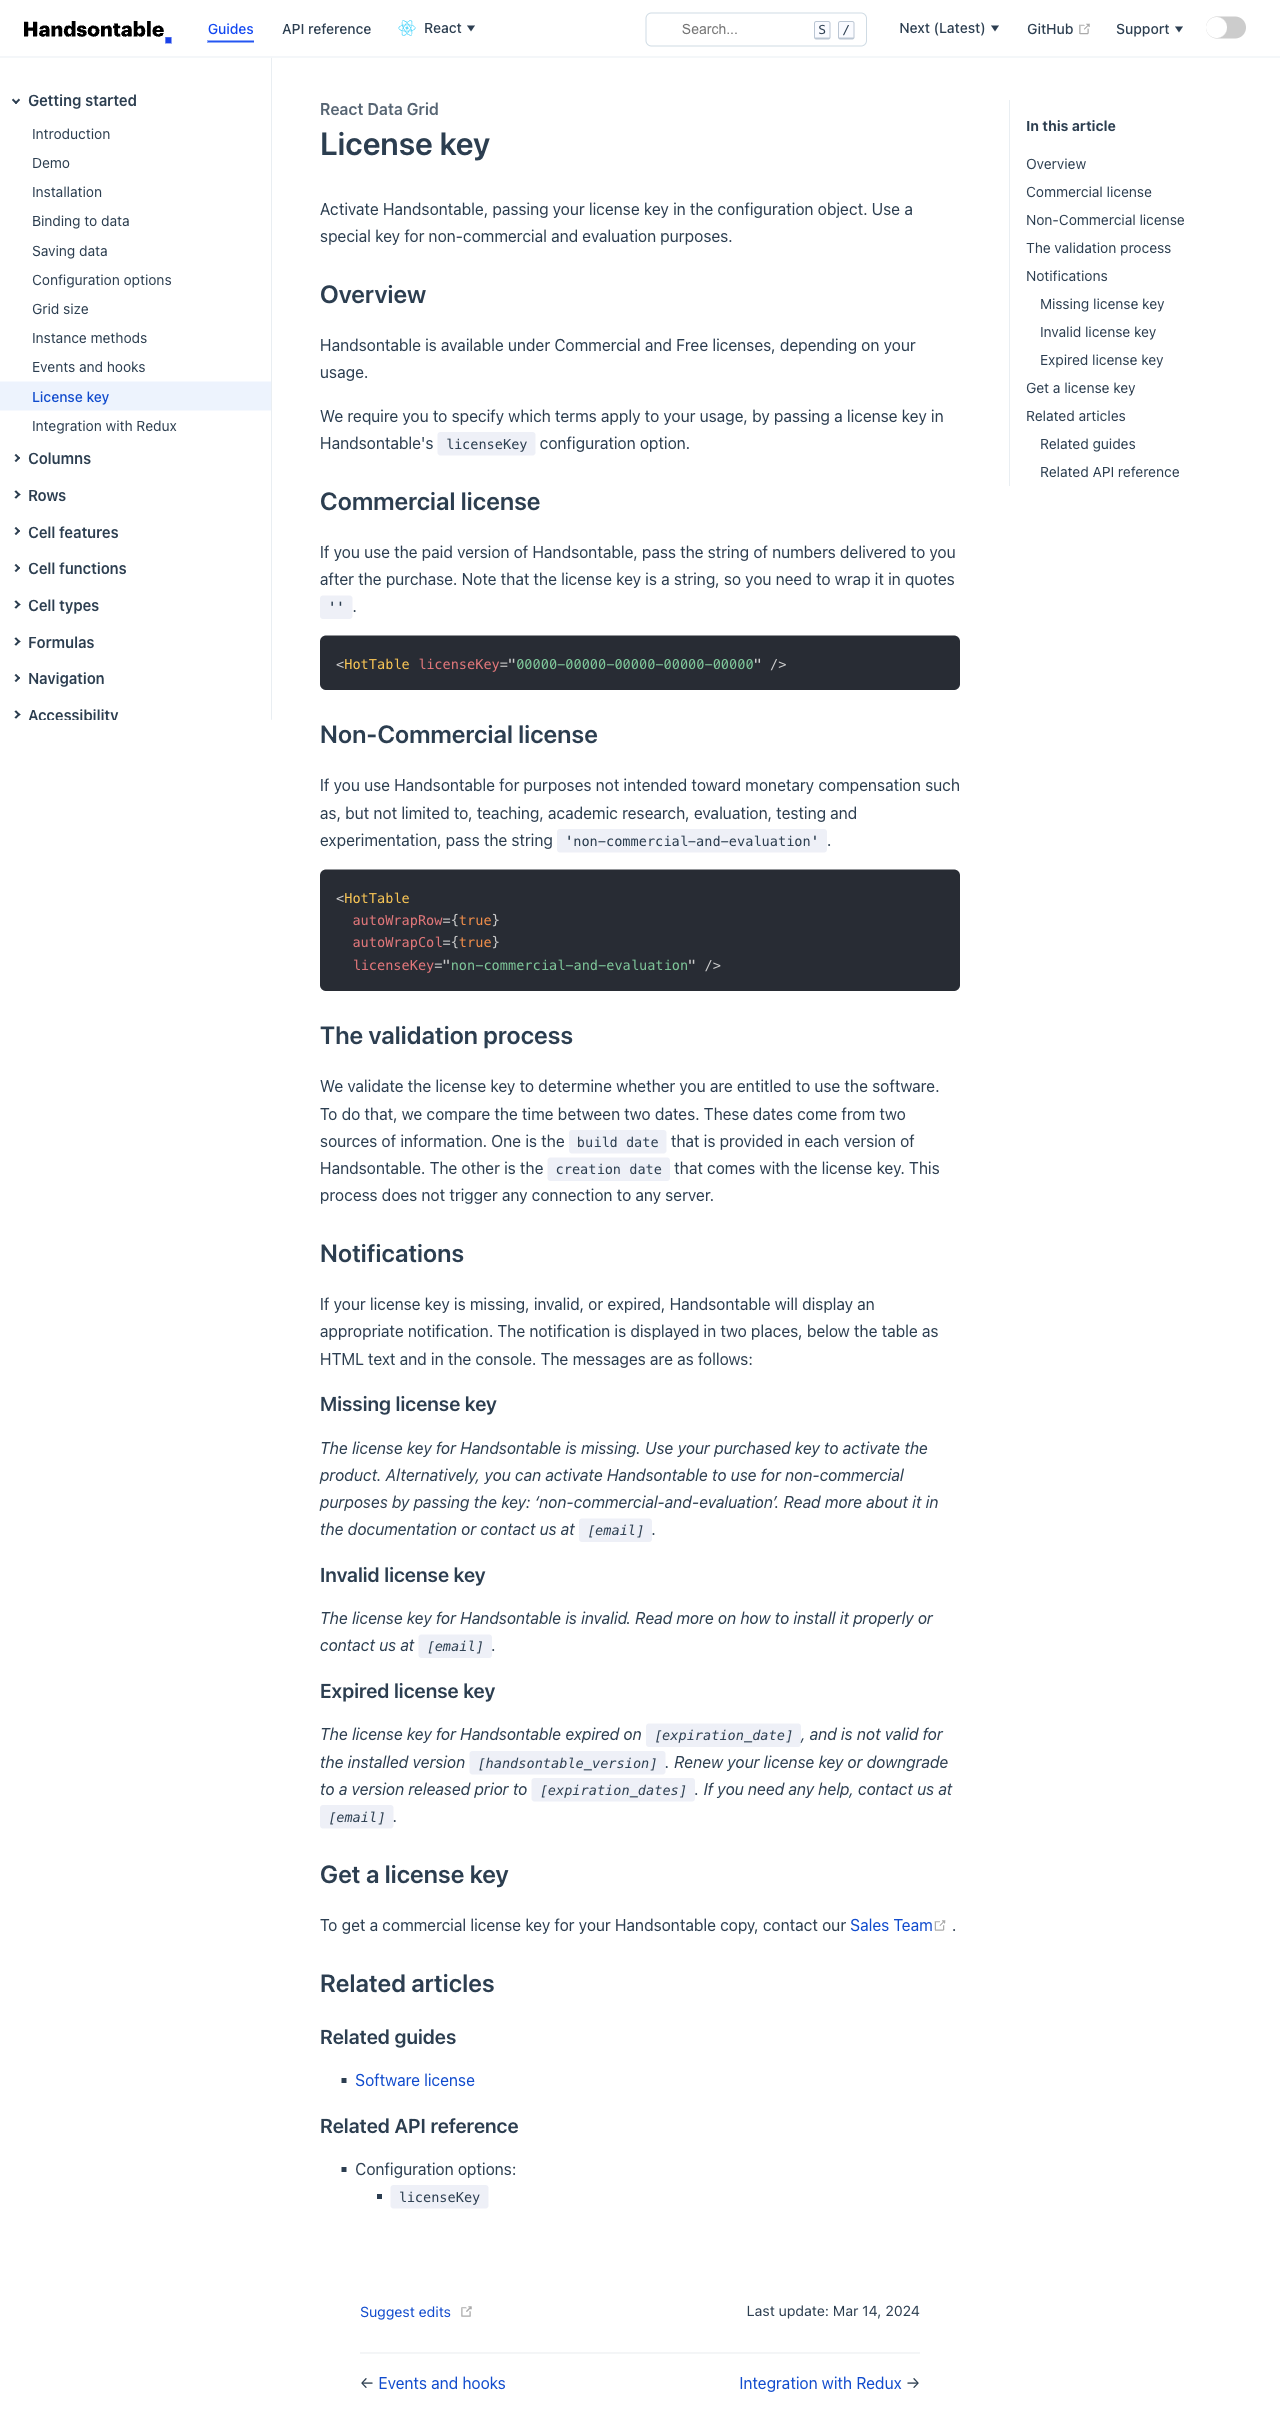 Handsontable
Guides
API reference
React
Search...
S
/
Next (Latest)
GitHub
Support
Getting started
Introduction
Demo
Installation
Binding to data
Saving data
Configuration options
Grid size
Instance methods
Events and hooks
License key
Integration with Redux
Columns
Rows
Cell features
Cell functions
Cell types
Formulas
Navigation
Accessibility
React Data Grid
License key
Activate Handsontable, passing your license key in the configuration object. Use a
special key for non-commercial and evaluation purposes.
Overview
Handsontable is available under Commercial and Free licenses, depending on your
usage.
We require you to specify which terms apply to your usage, by passing a license key in
Handsontable's licenseKey configuration option.
Commercial license
If you use the paid version of Handsontable, pass the string of numbers delivered to you
after the purchase. Note that the license key is a string, so you need to wrap it in quotes
'' .
<HotTable licenseKey="00000-00000-00000-00000-00000" />
Non-Commercial license
If you use Handsontable for purposes not intended toward monetary compensation such
as, but not limited to, teaching, academic research, evaluation, testing and
experimentation, pass the string 'non-commercial-and-evaluation' .
<HotTable
autoWrapRow={true}
autoWrapCol={true}
licenseKey="non-commercial-and-evaluation" />
The validation process
We validate the license key to determine whether you are entitled to use the software.
To do that, we compare the time between two dates. These dates come from two
sources of information. One is the build date that is provided in each version of
Handsontable. The other is the creation date that comes with the license key. This
process does not trigger any connection to any server.
Notifications
If your license key is missing, invalid, or expired, Handsontable will display an
appropriate notification. The notification is displayed in two places, below the table as
HTML text and in the console. The messages are as follows:
Missing license key
The license key for Handsontable is missing. Use your purchased key to activate the
product. Alternatively, you can activate Handsontable to use for non-commercial
purposes by passing the key: ‘non-commercial-and-evaluation’. Read more about it in
the documentation or contact us at [email] .
Invalid license key
The license key for Handsontable is invalid. Read more on how to install it properly or
contact us at [email] .
Expired license key
The license key for Handsontable expired on [expiration_date] , and is not valid for
the installed version [handsontable_version] . Renew your license key or downgrade
to a version released prior to [expiration_dates] . If you need any help, contact us at
[email] .
Get a license key
To get a commercial license key for your Handsontable copy, contact our Sales Team .
Related articles
Related guides
Software license
Related API reference
Configuration options:
licenseKey
Suggest edits
Last update: Mar 14, 2024
← Events and hooks
Integration with Redux →
In this article
Overview
Commercial license
Non-Commercial license
The validation process
Notifications
Missing license key
Invalid license key
Expired license key
Get a license key
Related articles
Related guides
Related API reference